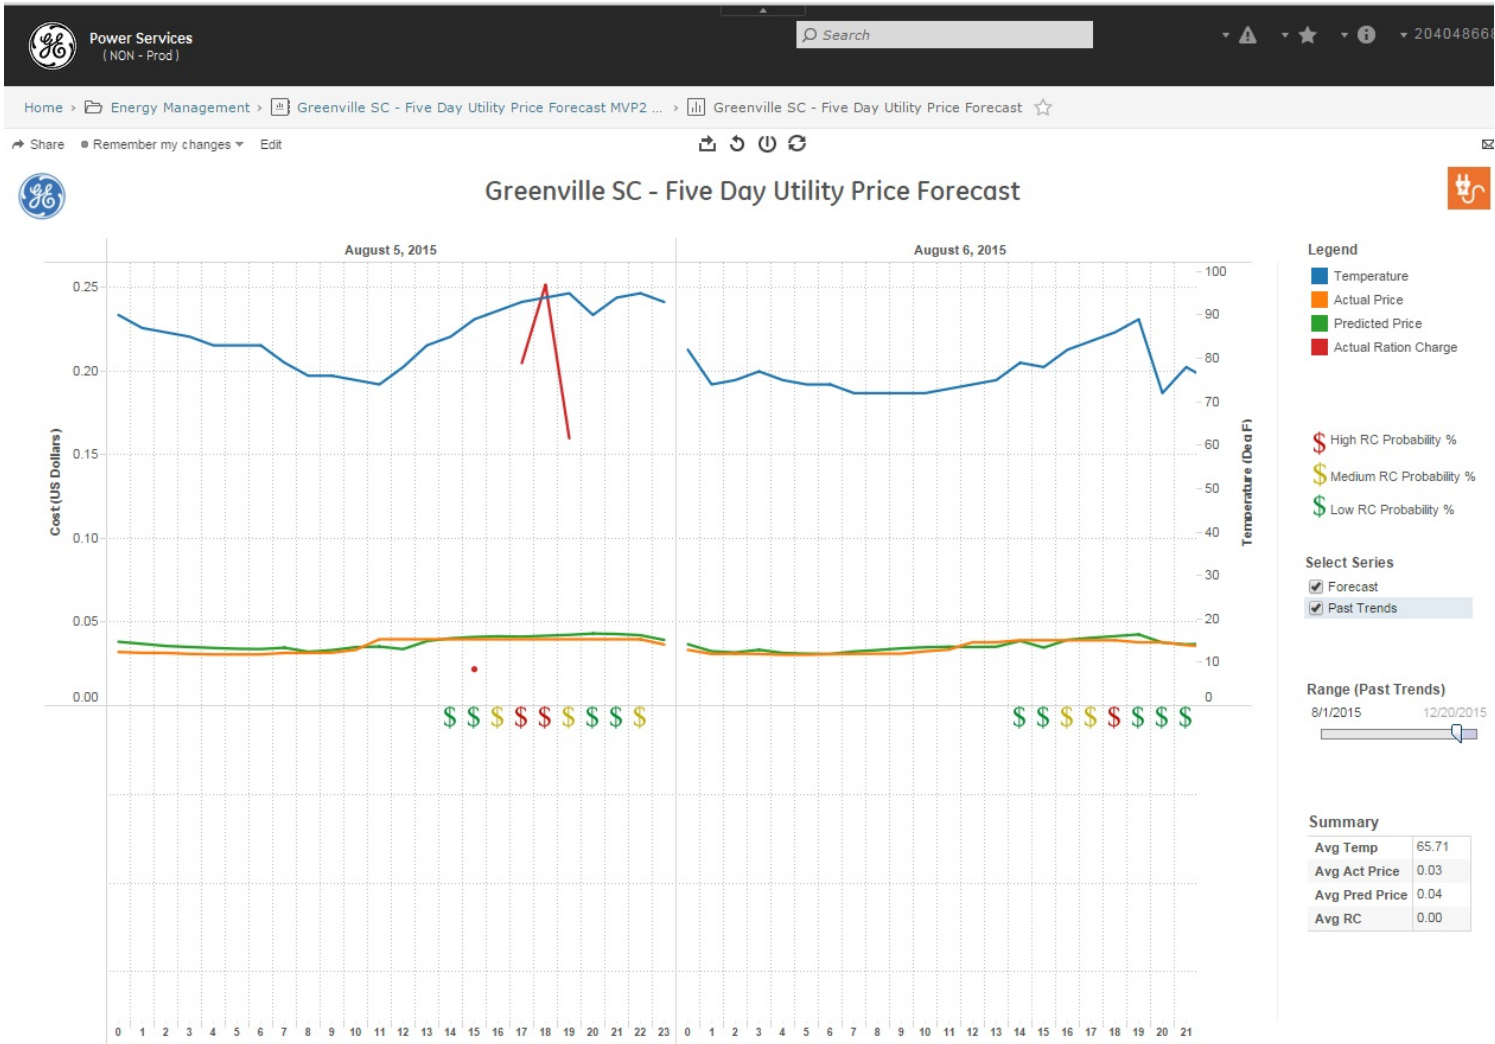 Power Services
( NON - Prod )
Search
204048668
Home › Energy Management › Greenville SC - Five Day Utility Price Forecast MVP2 ... › Greenville SC - Five Day Utility Price Forecast
Share Remember my changes Edit
Greenville SC - Five Day Utility Price Forecast
August 5, 2015 August 6, 2015
Legend
Temperature
Actual Price
Predicted Price
Actual Ration Charge
$ High RC Probability %
$ Medium RC Probability %
$ Low RC Probability %
Select Series
Forecast
Past Trends
Range (Past Trends)
8/1/2015 12/20/2015
Summary
Avg Temp 65.71
Avg Act Price 0.03
Avg Pred Price 0.04
Avg RC 0.00
Cost (US Dollars)
0.25
0.20
0.15
0.10
0.05
0.00
Temperature (Deg F)
100
90
80
70
60
50
40
30
20
10
0
$ $ $ $ $ $ $ $ $ $ $ $ $ $ $ $ $
0 1 2 3 4 5 6 7 8 9 10 11 12 13 14 15 16 17 18 19 20 21 22 23 0 1 2 3 4 5 6 7 8 9 10 11 12 13 14 15 16 17 18 19 20 21